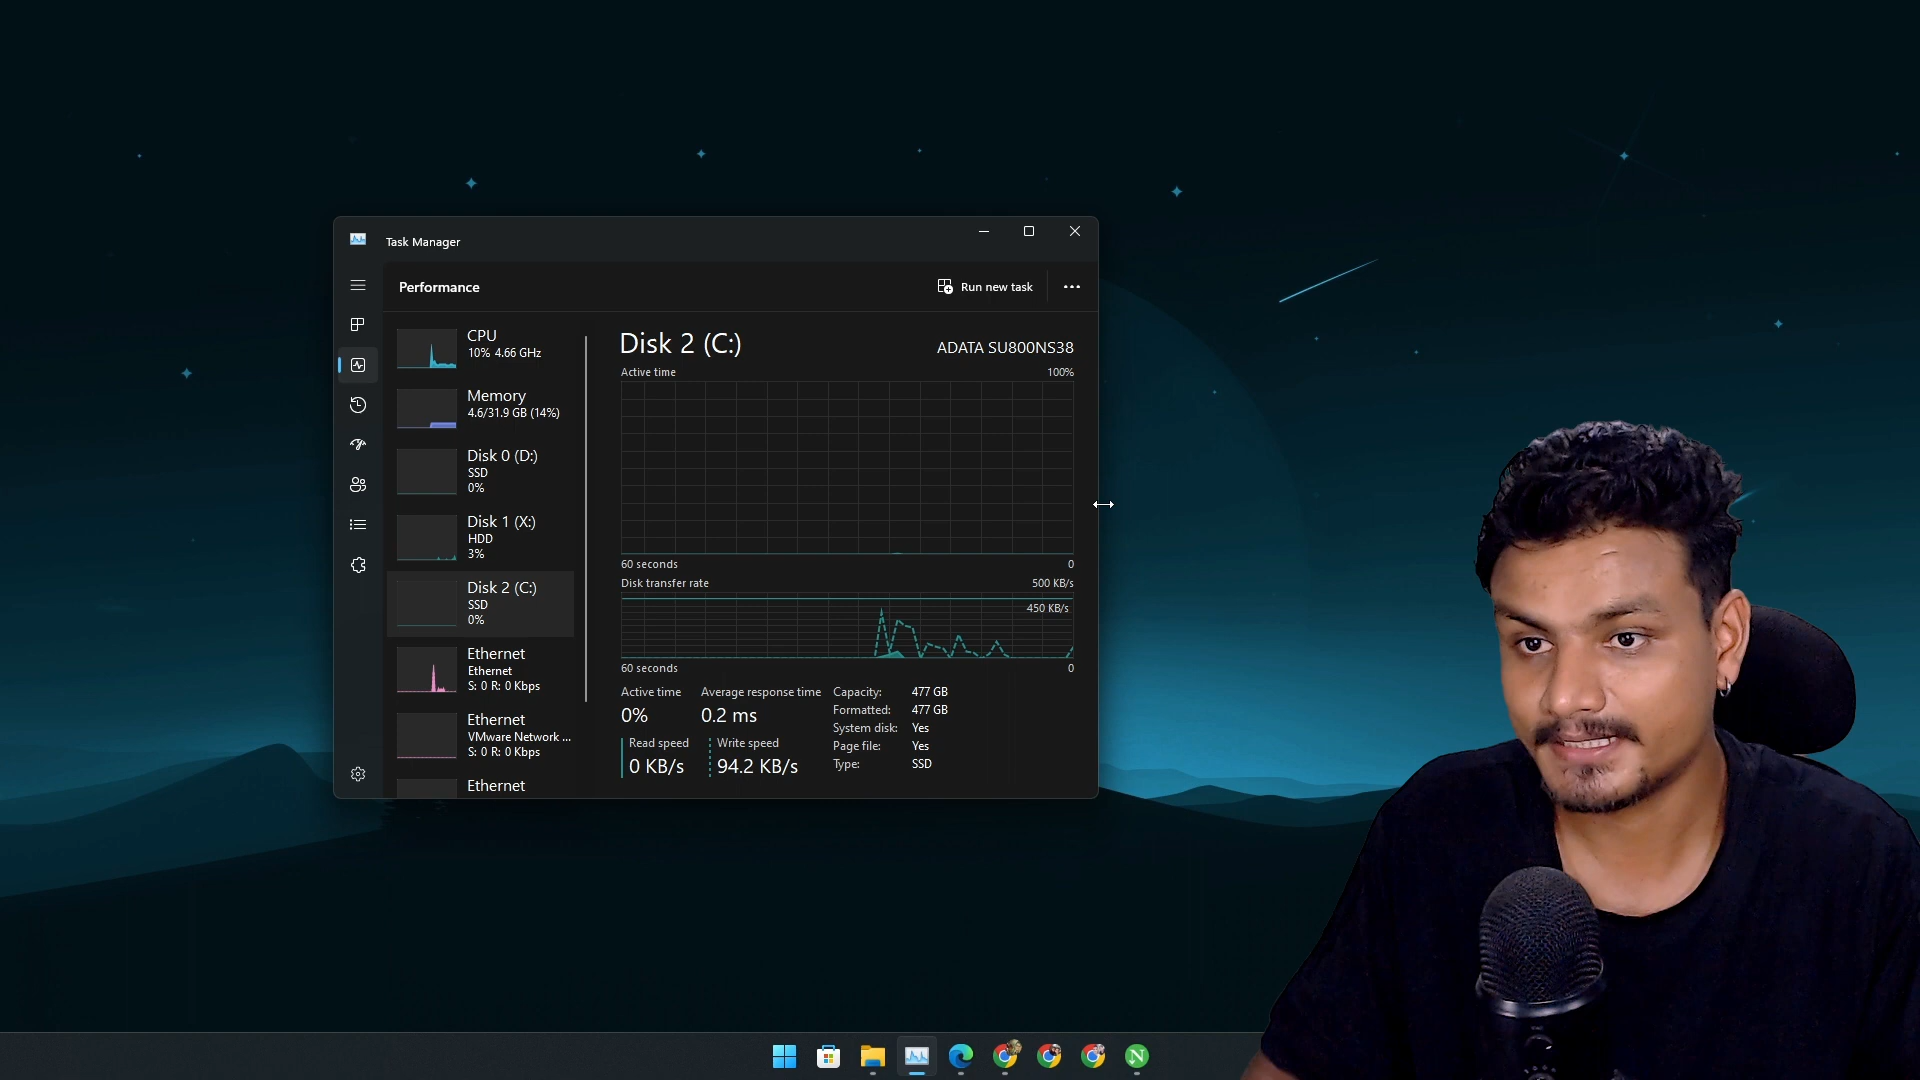 Task Manager
Performance
Run new task
CPU
10% 4.66 GHz
Memory
4.6/31.9 GB (14%)
Disk 0 (D:)
SSD
0%
Disk 1 (X:)
HDD
3%
Disk 2 (C:)
SSD
0%
Ethernet
Ethernet
S: 0 R: 0 Kbps
Ethernet
VMware Network ...
S: 0 R: 0 Kbps
Ethernet
Disk 2 (C:)
ADATA SU800NS38
Active time
100%
60 seconds
0
Disk transfer rate
500 KB/s
450 KB/s
60 seconds
0
Active time
0%
Average response time
0.2 ms
Read speed
0 KB/s
Write speed
94.2 KB/s
Capacity: 477 GB
Formatted: 477 GB
System disk: Yes
Page file: Yes
Type: SSD
N